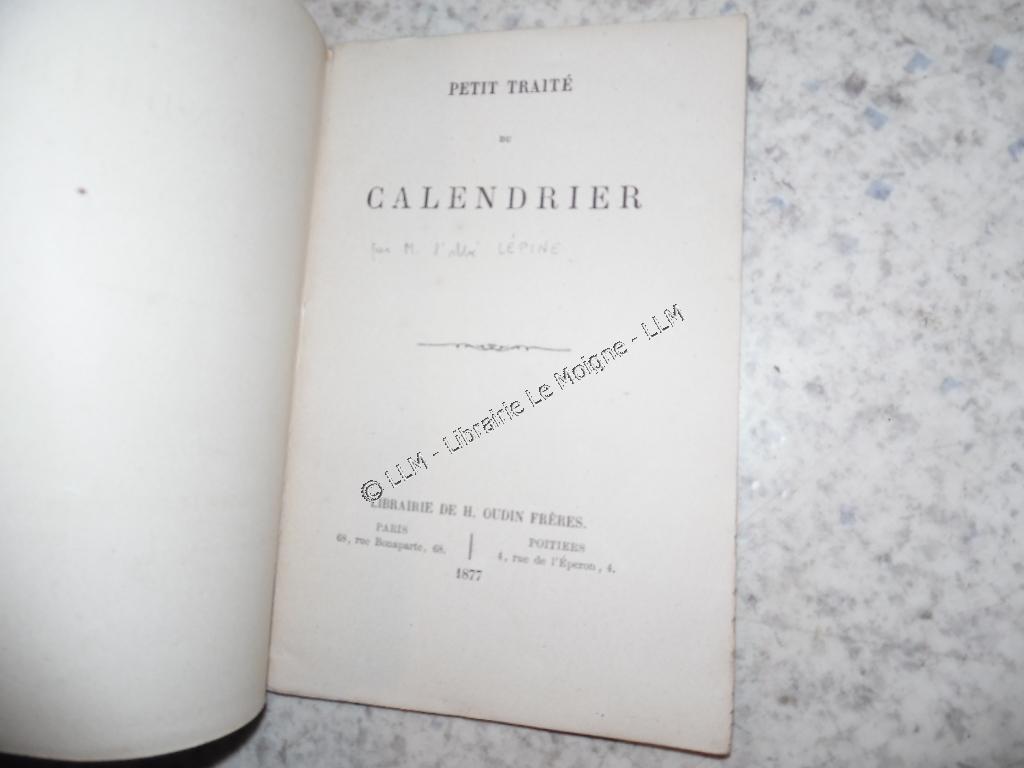 PETIT TRAITÉ
DU
CALENDRIER
par M. l'abbé LÉPINE.
© LLM - Librairie Le Moigne - LLM
LIBRAIRIE DE H. OUDIN FRÈRES.
PARIS
68, rue Bonaparte, 68.
POITIERS
4, rue de l'Éperon, 4.
1877